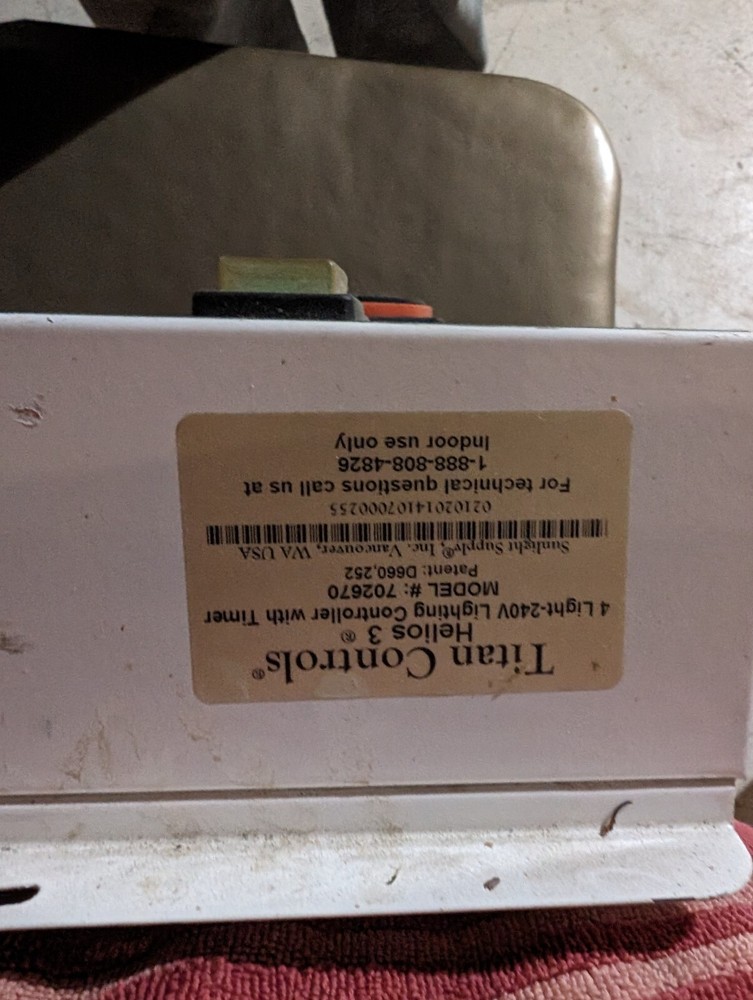 Titan Controls®
Helios 3 ®
4 Light-240V Lighting Controller with Timer
MODEL #: 702670
Patent: D660,252
Sunlight Supply®, Inc. Vancouver, WA USA
02102014107000255
For technical questions call us at
1-888-808-4826
Indoor use only